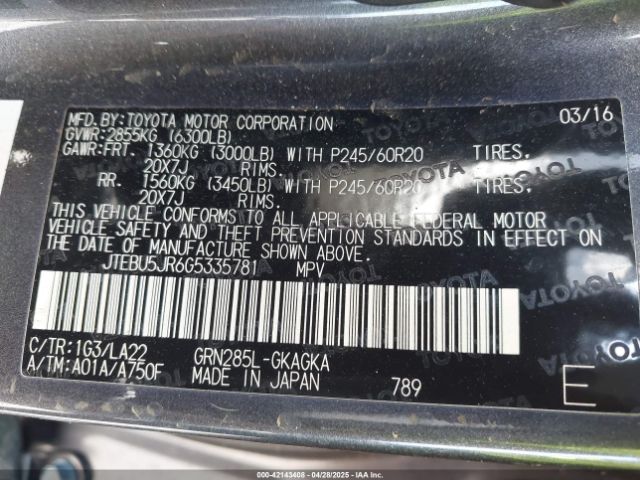 MFD.BY:TOYOTA MOTOR CORPORATION 03/16
GVWR:2855KG (6300LB)
GAWR:FRT. 1360KG (3000LB) WITH P245/60R20 TIRES.
20X7J RIMS.
RR. 1560KG (3450LB) WITH P245/60R20 TIRES.
20X7J RIMS.
THIS VEHICLE CONFORMS TO ALL APPLICABLE FEDERAL MOTOR
VEHICLE SAFETY AND THEFT PREVENTION STANDARDS IN EFFECT ON
THE DATE OF MANUFACTURE SHOWN ABOVE.
JTEBU5JR6G5335781 MPV
C/TR:1G3/LA22 GRN285L-GKAGKA
A/TM:A01A/A750F MADE IN JAPAN 789 E
00-42143408 04/28/2025 IAAI.COM